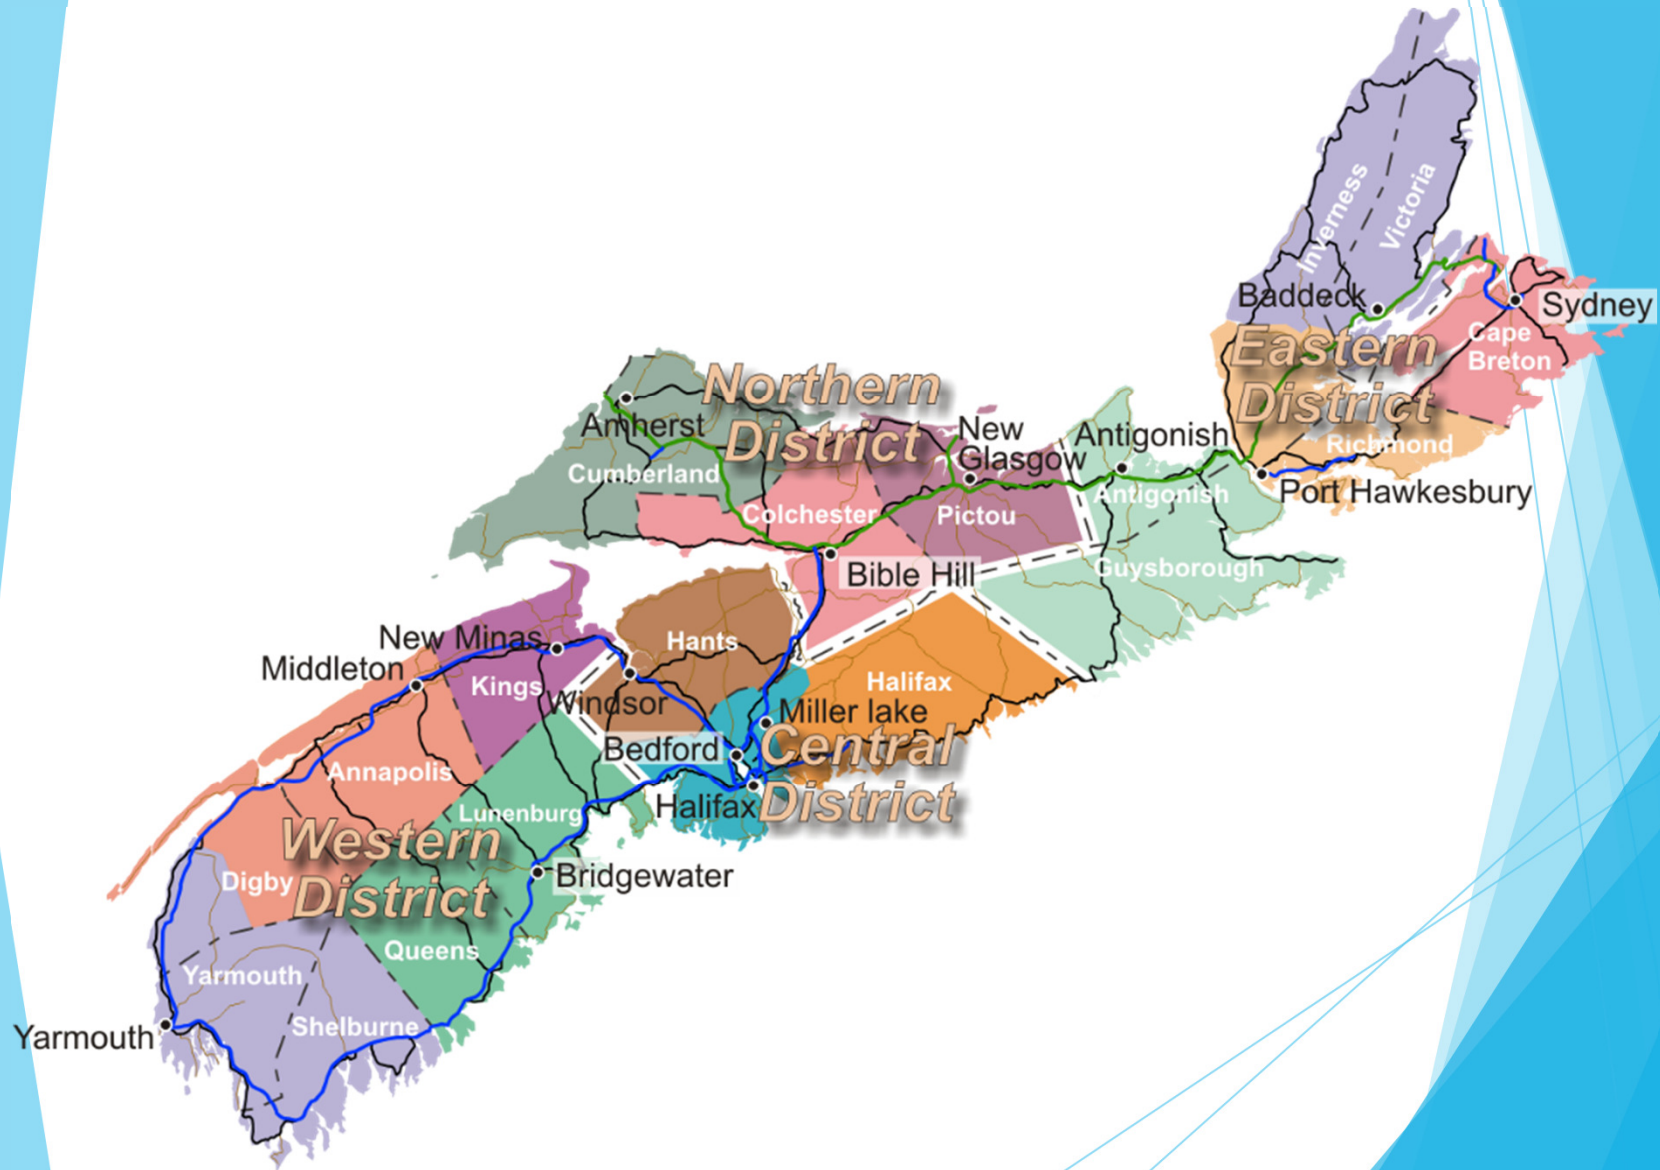 Inverness
Victoria
Baddeck
Sydney
Eastern
District
Cape
Breton
Richmond
Port Hawkesbury
Northern
District
Amherst
Cumberland
New
Glasgow
Antigonish
Antigonish
Colchester
Pictou
Bible Hill
Guysborough
New Minas
Hants
Middleton
Kings
Windsor
Halifax
Miller lake
Bedford
Central
District
Halifax
Annapolis
Lunenburg
Western
District
Digby
Bridgewater
Queens
Yarmouth
Shelburne
Yarmouth